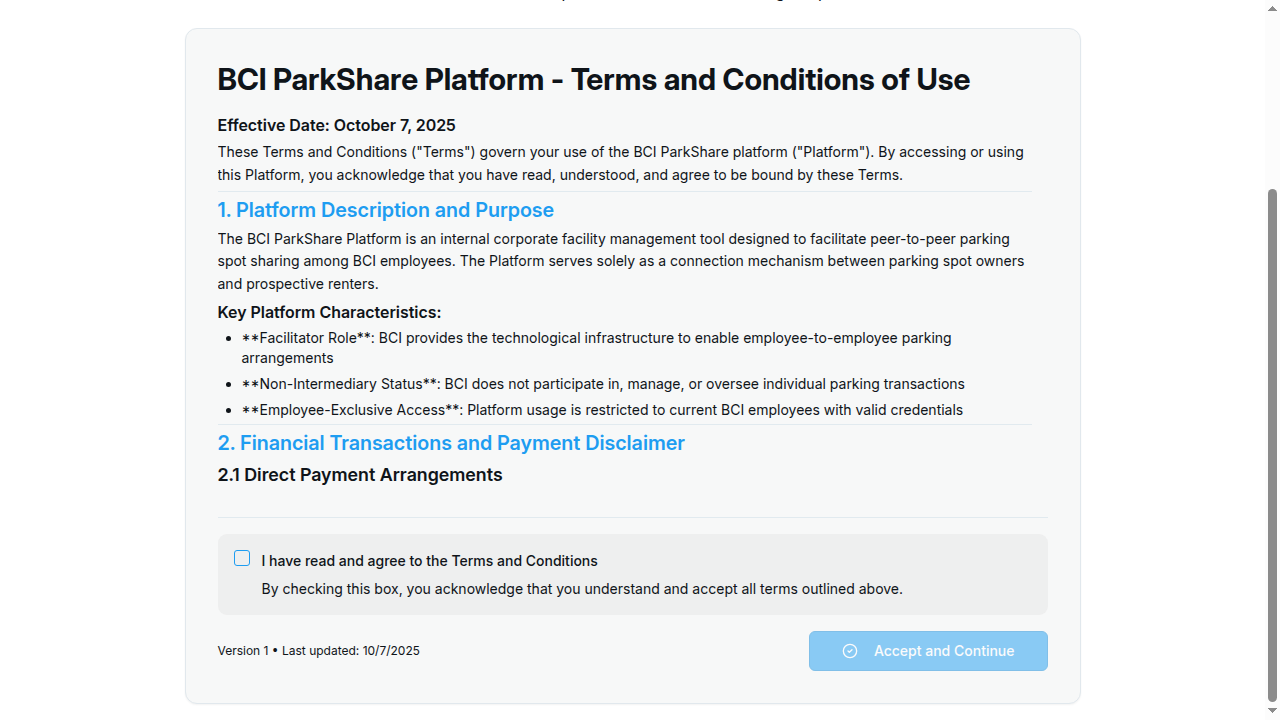 BCI ParkShare Platform - Terms and Conditions of Use
Effective Date: October 7, 2025
These Terms and Conditions ("Terms") govern your use of the BCI ParkShare platform ("Platform"). By accessing or using
this Platform, you acknowledge that you have read, understood, and agree to be bound by these Terms.
1. Platform Description and Purpose
The BCI ParkShare Platform is an internal corporate facility management tool designed to facilitate peer-to-peer parking
spot sharing among BCI employees. The Platform serves solely as a connection mechanism between parking spot owners
and prospective renters.
Key Platform Characteristics:
• **Facilitator Role**: BCI provides the technological infrastructure to enable employee-to-employee parking
arrangements
• **Non-Intermediary Status**: BCI does not participate in, manage, or oversee individual parking transactions
• **Employee-Exclusive Access**: Platform usage is restricted to current BCI employees with valid credentials
2. Financial Transactions and Payment Disclaimer
2.1 Direct Payment Arrangements
I have read and agree to the Terms and Conditions
By checking this box, you acknowledge that you understand and accept all terms outlined above.
Version 1 • Last updated: 10/7/2025
Accept and Continue